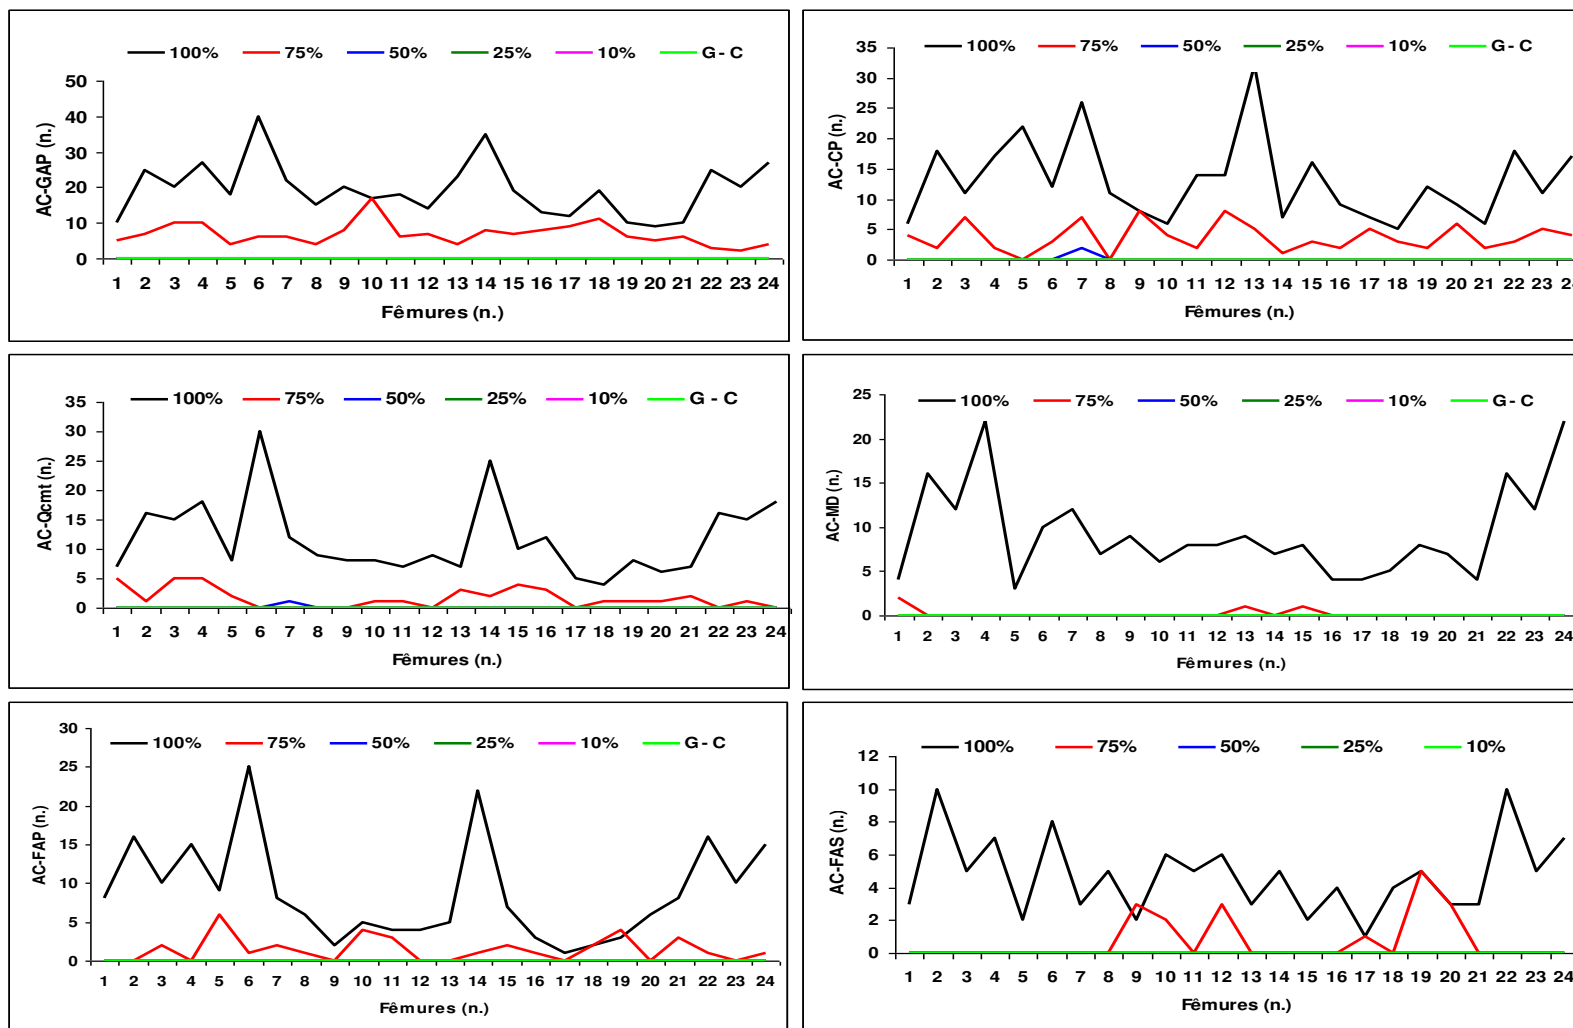 100% 75% 50% 25% 10% G - C
AC-GAP (n.)
50
40
30
20
10
0
1 2 3 4 5 6 7 8 9 10 11 12 13 14 15 16 17 18 19 20 21 22 23 24
Fêmures (n.)
100% 75% 50% 25% 10% G - C
AC-CP (n.)
35
30
25
20
15
10
5
0
1 2 3 4 5 6 7 8 9 10 11 12 13 14 15 16 17 18 19 20 21 22 23 24
Fêmures (n.)
100% 75% 50% 25% 10% G - C
AC-Qcmt (n.)
35
30
25
20
15
10
5
0
1 2 3 4 5 6 7 8 9 10 11 12 13 14 15 16 17 18 19 20 21 22 23 24
Fêmures (n.)
100% 75% 50% 25% 10% G - C
AC-MD (n.)
25
20
15
10
5
0
1 2 3 4 5 6 7 8 9 10 11 12 13 14 15 16 17 18 19 20 21 22 23 24
Fêmures (n.)
100% 75% 50% 25% 10% G - C
AC-FAP (n.)
30
25
20
15
10
5
0
1 2 3 4 5 6 7 8 9 10 11 12 13 14 15 16 17 18 19 20 21 22 23 24
Fêmures (n.)
100% 75% 50% 25% 10%
AC-FAS (n.)
12
10
8
6
4
2
0
1 2 3 4 5 6 7 8 9 10 11 12 13 14 15 16 17 18 19 20 21 22 23 24
Fêmures (n.)